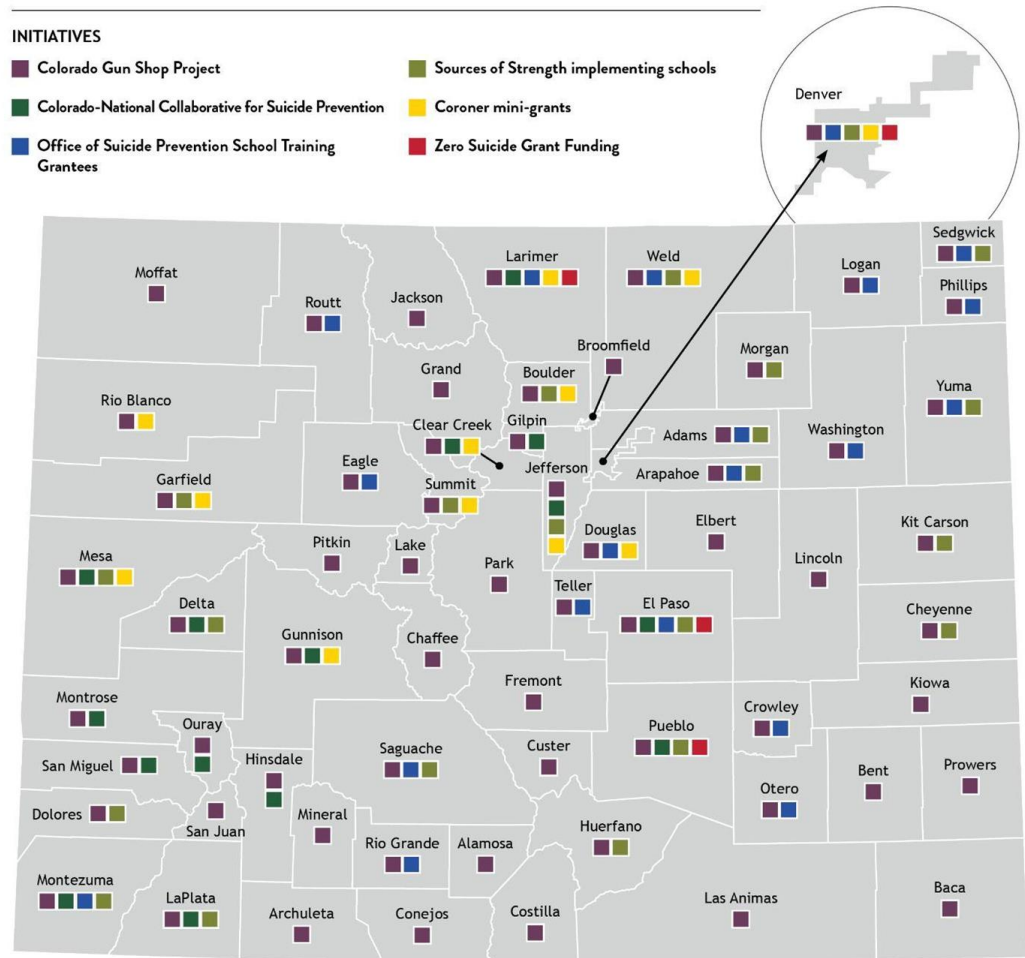 INITIATIVES
Colorado Gun Shop Project
Colorado-National Collaborative for Suicide Prevention
Office of Suicide Prevention School Training
Grantees
Sources of Strength implementing schools
Coroner mini-grants
Zero Suicide Grant Funding
Denver
Sedgwick
Larimer
Weld
Logan
Moffat
Phillips
Routt
Jackson
Broomfield
Morgan
Grand
Boulder
Yuma
Rio Blanco
Clear Creek
Gilpin
Adams
Washington
Eagle
Jefferson
Arapahoe
Garfield
Summit
Kit Carson
Elbert
Douglas
Pitkin
Lake
Mesa
Park
Lincoln
Teller
El Paso
Delta
Cheyenne
Gunnison
Chaffee
Fremont
Kiowa
Montrose
Crowley
Ouray
Pueblo
Saguache
Custer
San Miguel
Hinsdale
Bent
Prowers
Otero
Dolores
San Juan
Mineral
Huerfano
Rio Grande
Alamosa
Montezuma
LaPlata
Las Animas
Baca
Archuleta
Conejos
Costilla